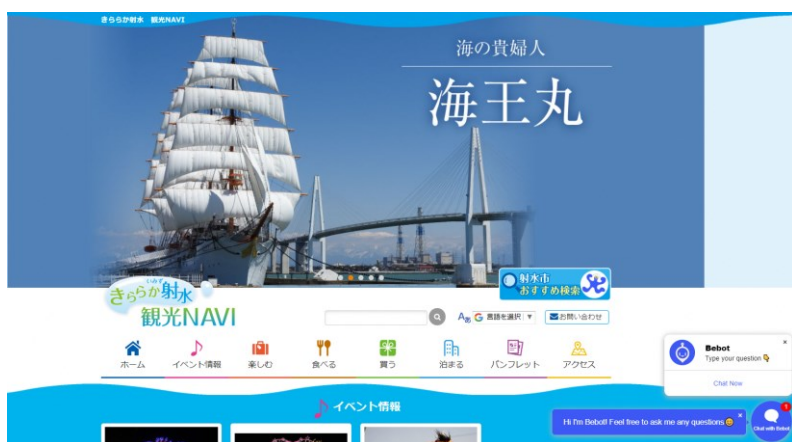 きららか射水 観光NAVI
海の貴婦人
海王丸
射水市
おすすめ検索
いみず
きららか射水
観光NAVI
言語を選択 ▼
お問い合わせ
ホーム
イベント情報
楽しむ
食べる
買う
泊まる
パンフレット
アクセス
Bebot
Type your question
Chat Now
イベント情報
Hi I'm Bebot! Feel free to ask me any questions
1
Chat with Bebot